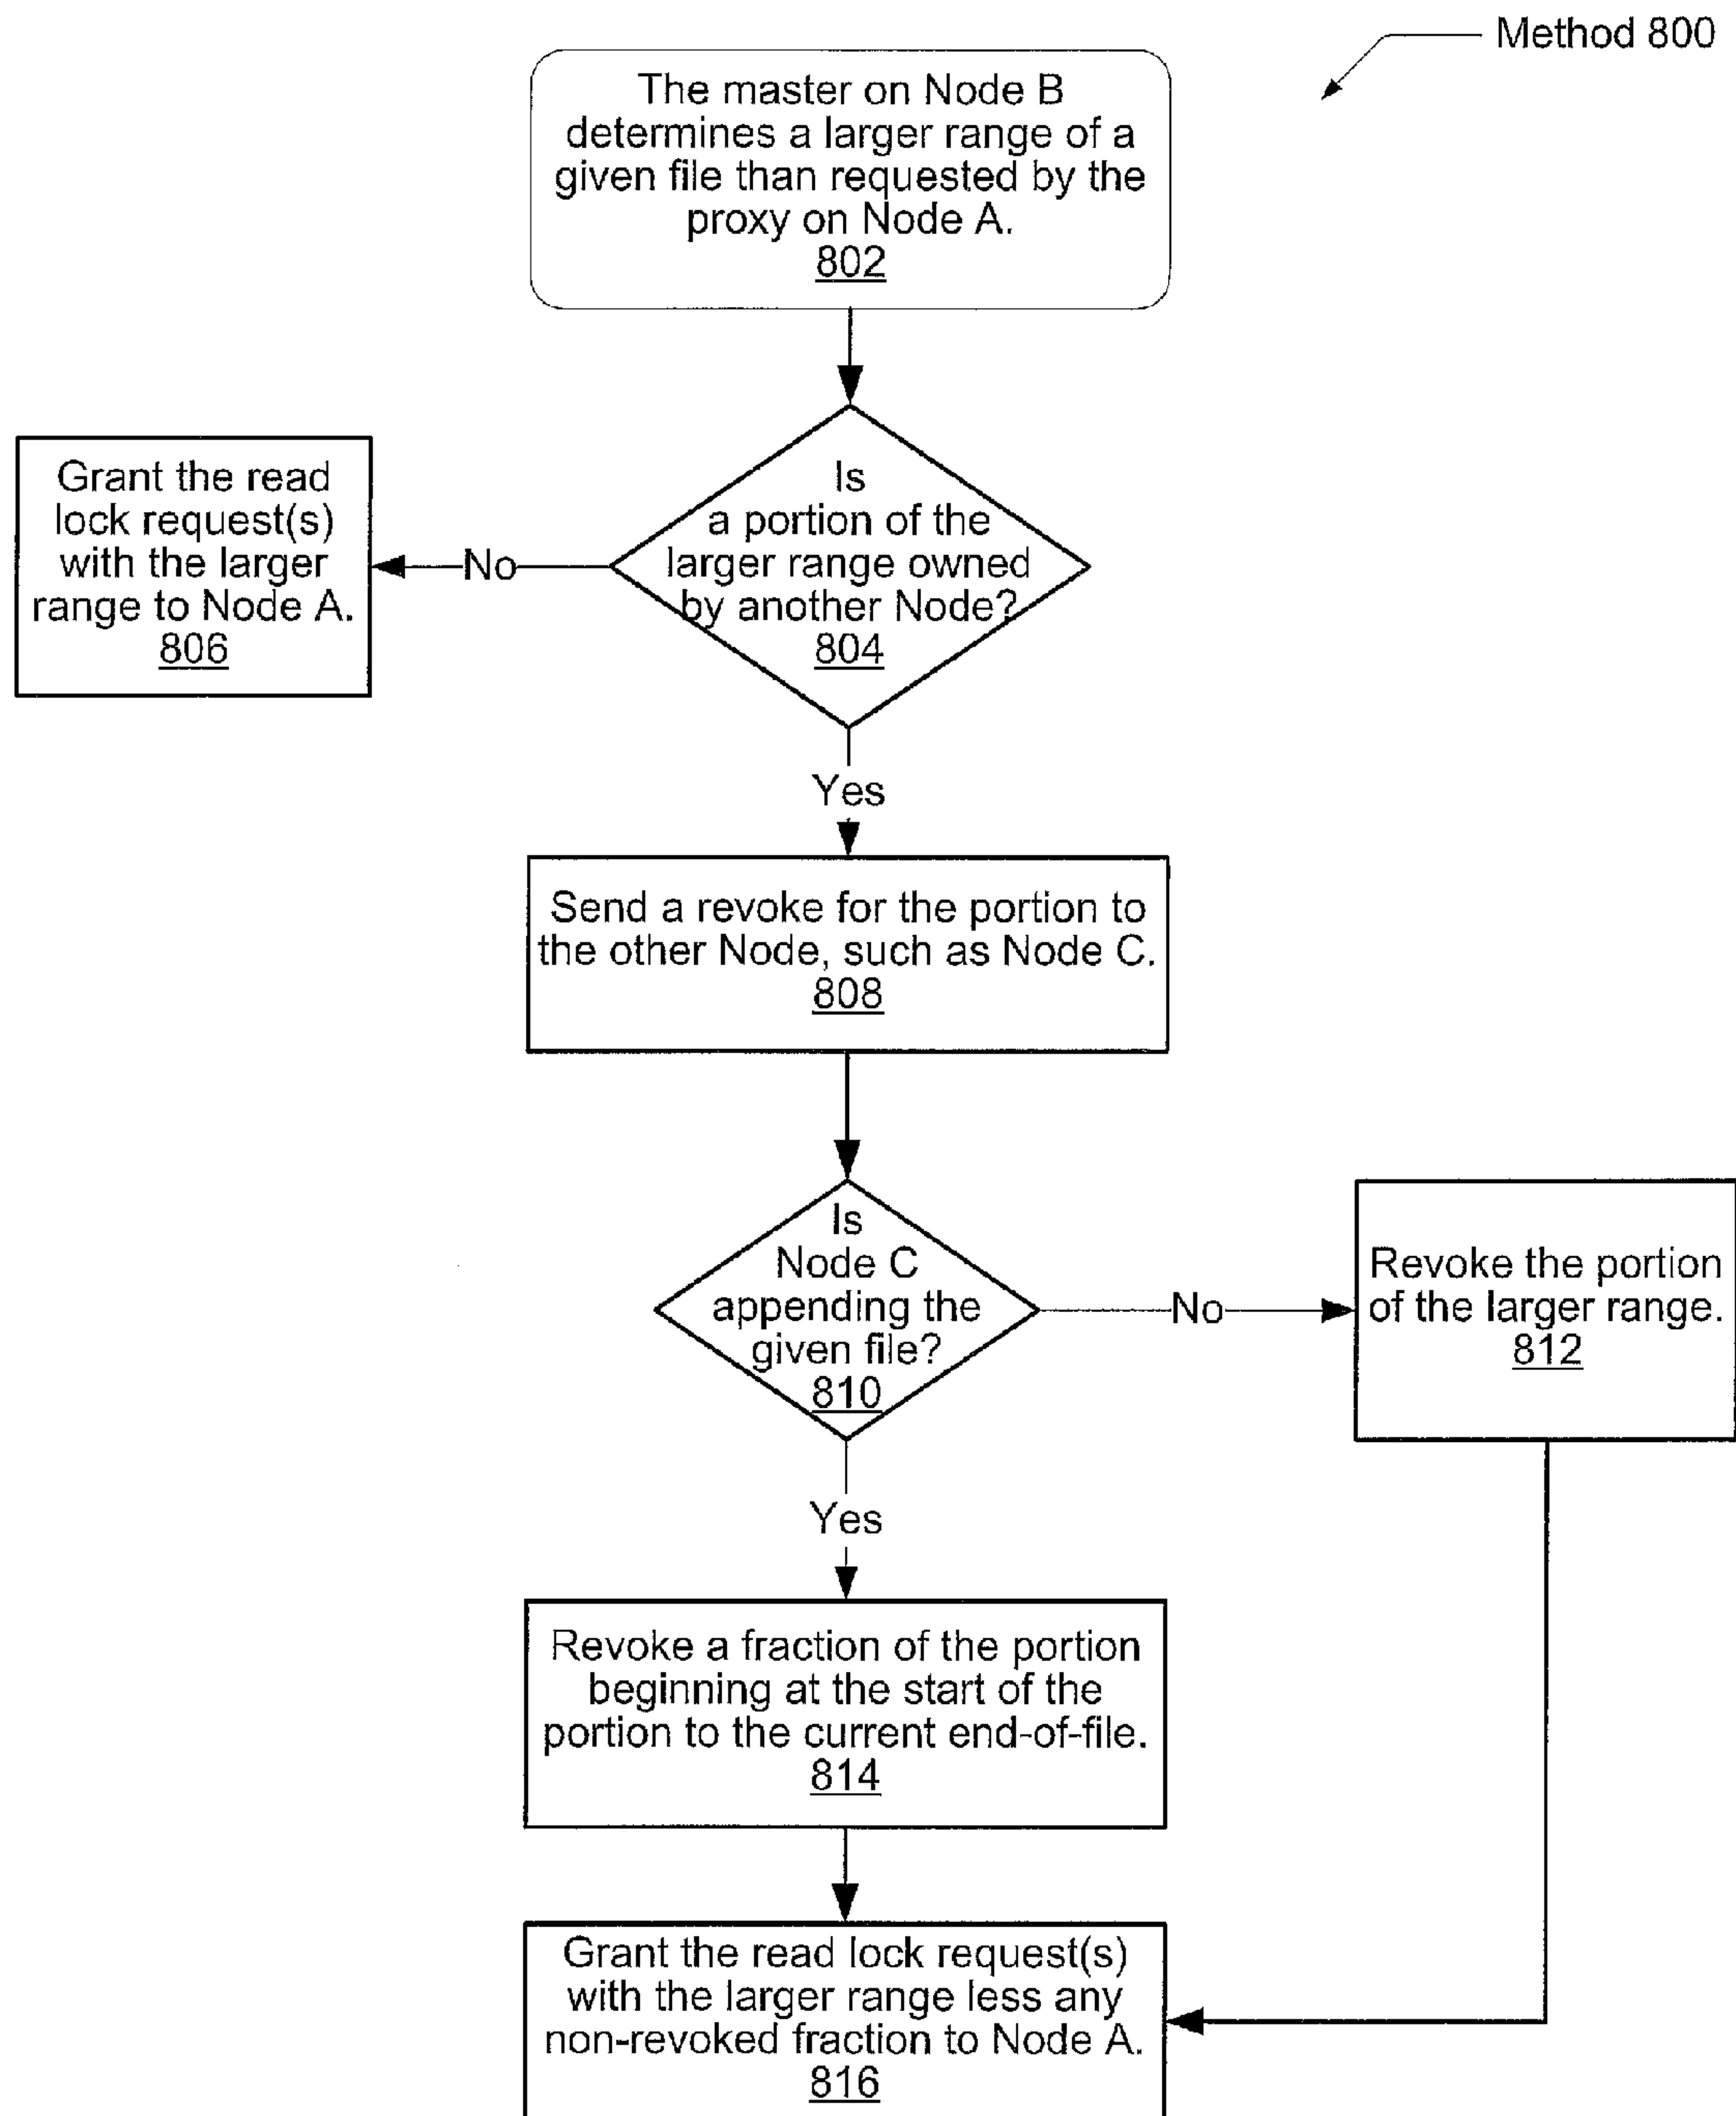 Method 800
The master on Node B
determines a larger range of a
given file than requested by the
proxy on Node A.
802
Is
a portion of the
larger range owned
by another Node?
804
No
Grant the read
lock request(s)
with the larger
range to Node A.
806
Yes
Send a revoke for the portion to
the other Node, such as Node C.
808
Is
Node C
appending the
given file?
810
No
Revoke the portion
of the larger range.
812
Yes
Revoke a fraction of the portion
beginning at the start of the
portion to the current end-of-file.
814
Grant the read lock request(s)
with the larger range less any
non-revoked fraction to Node A.
816